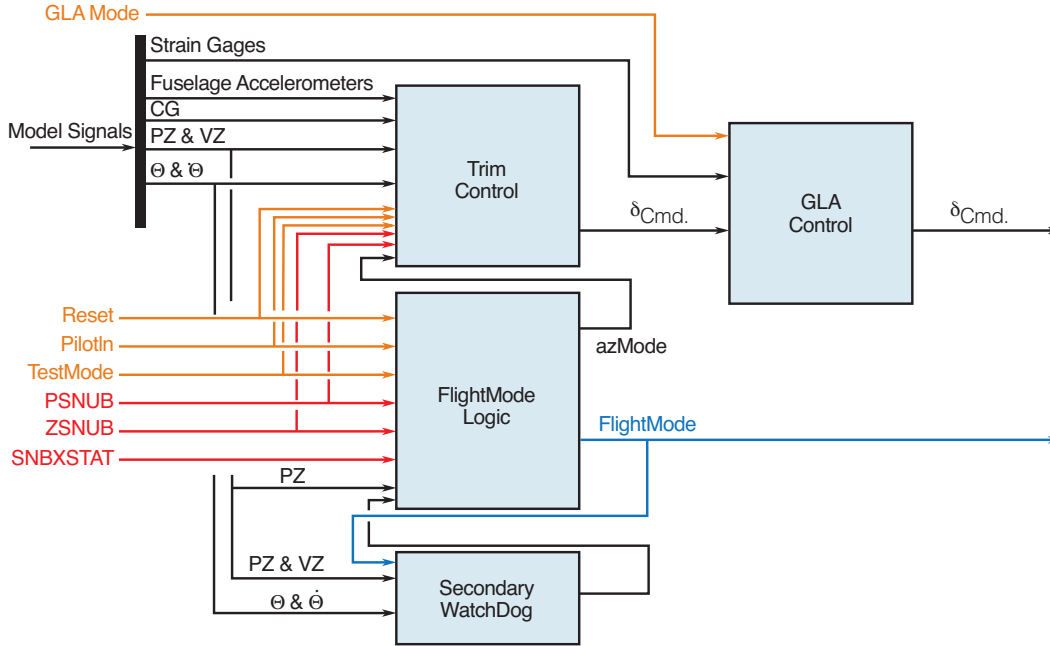 GLA Mode
Strain Gages
Fuselage Accelerometers
CG
Model Signals
PZ & VZ
Θ & Θ̇
Trim
Control
GLA
Control
δCmd.
δCmd.
Reset
PilotIn
TestMode
PSNUB
ZSNUB
SNBXSTAT
azMode
FlightMode
Logic
FlightMode
PZ
PZ & VZ
Θ & Θ̇
Secondary
WatchDog